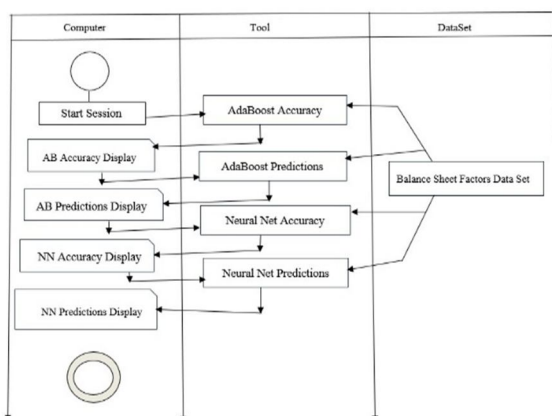 Computer
Tool
DataSet
Start Session
AdaBoost Accuracy
AB Accuracy Display
AdaBoost Predictions
Balance Sheet Factors Data Set
AB Predictions Display
Neural Net Accuracy
NN Accuracy Display
Neural Net Predictions
NN Predictions Display